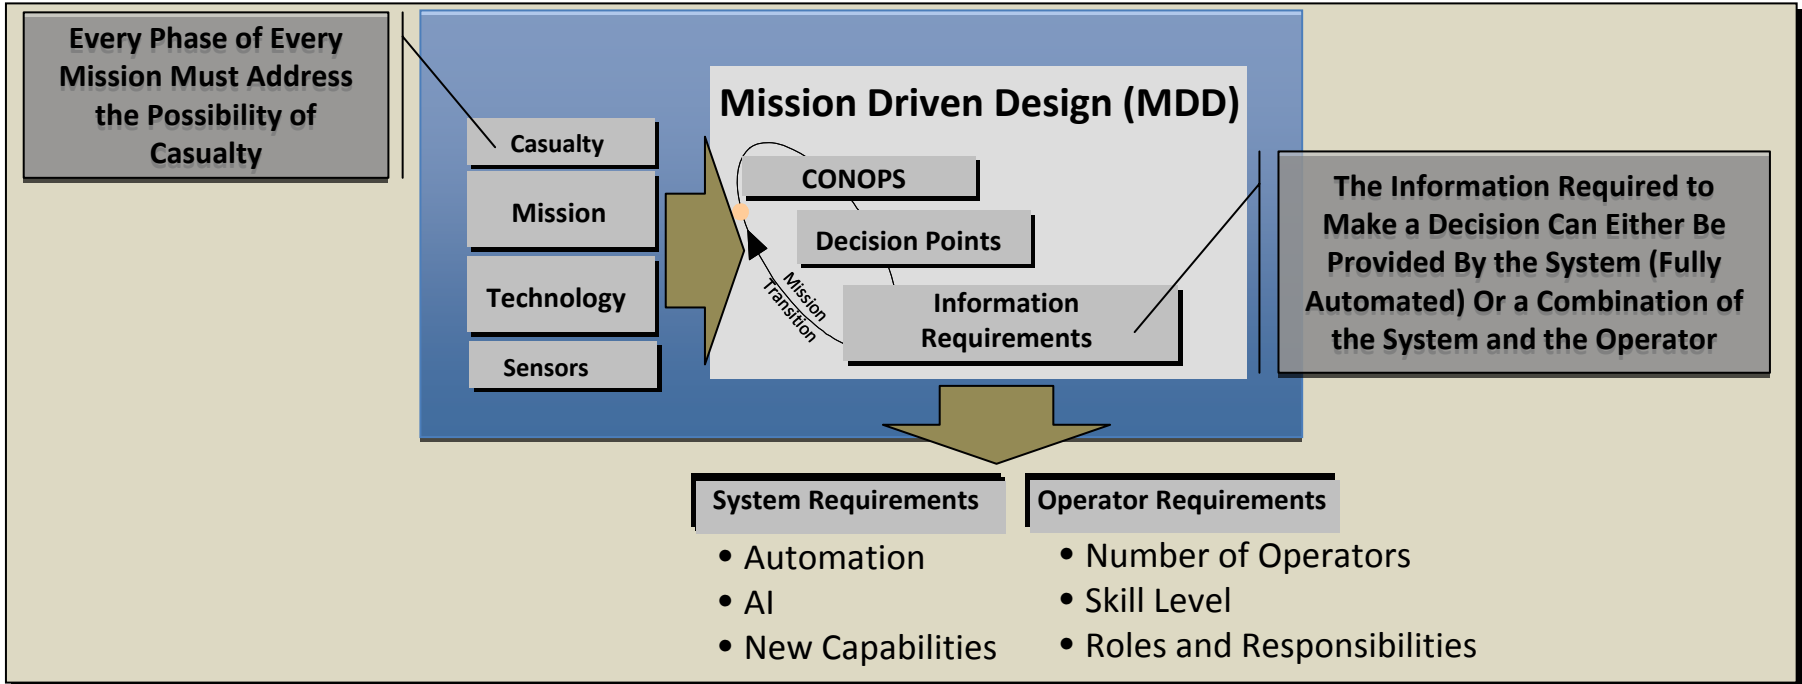 Every Phase of Every
Mission Must Address
the Possibility of
Casualty
Casualty
Mission
Technology
Sensors
Mission Driven Design (MDD)
CONOPS
Decision Points
Information
Requirements
Mission
Transition
The Information Required to
Make a Decision Can Either Be
Provided By the System (Fully
Automated) Or a Combination of
the System and the Operator
System Requirements
• Automation
• AI
• New Capabilities
Operator Requirements
• Number of Operators
• Skill Level
• Roles and Responsibilities